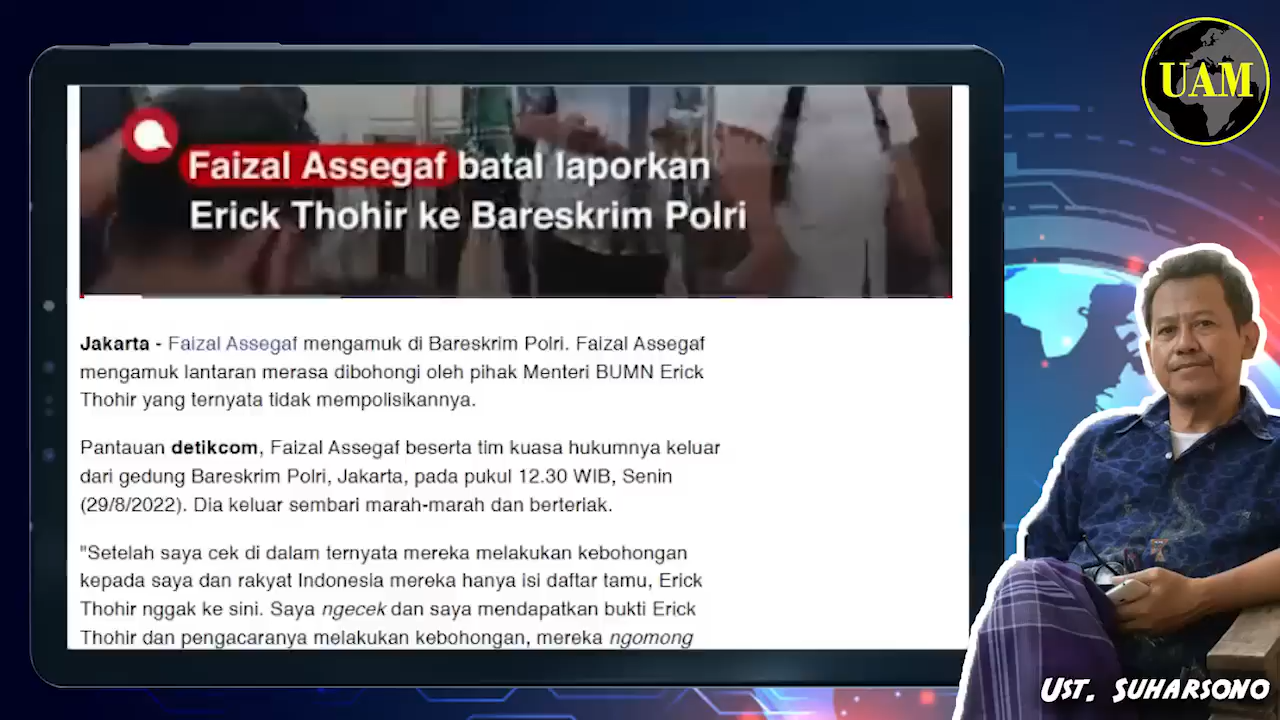 UAM
Faizal Assegaf batal laporkan
Erick Thohir ke Bareskrim Polri
Jakarta - Faizal Assegaf mengamuk di Bareskrim Polri. Faizal Assegaf
mengamuk lantaran merasa dibohongi oleh pihak Menteri BUMN Erick
Thohir yang ternyata tidak mempolisikannya.
Pantauan detikcom, Faizal Assegaf beserta tim kuasa hukumnya keluar
dari gedung Bareskrim Polri, Jakarta, pada pukul 12.30 WIB, Senin
(29/8/2022). Dia keluar sembari marah-marah dan berteriak.
"Setelah saya cek di dalam ternyata mereka melakukan kebohongan
kepada saya dan rakyat Indonesia mereka hanya isi daftar tamu, Erick
Thohir nggak ke sini. Saya ngecek dan saya mendapatkan bukti Erick
Thohir dan pengacaranya melakukan kebohongan, mereka ngomong
UST. SUHARSONO